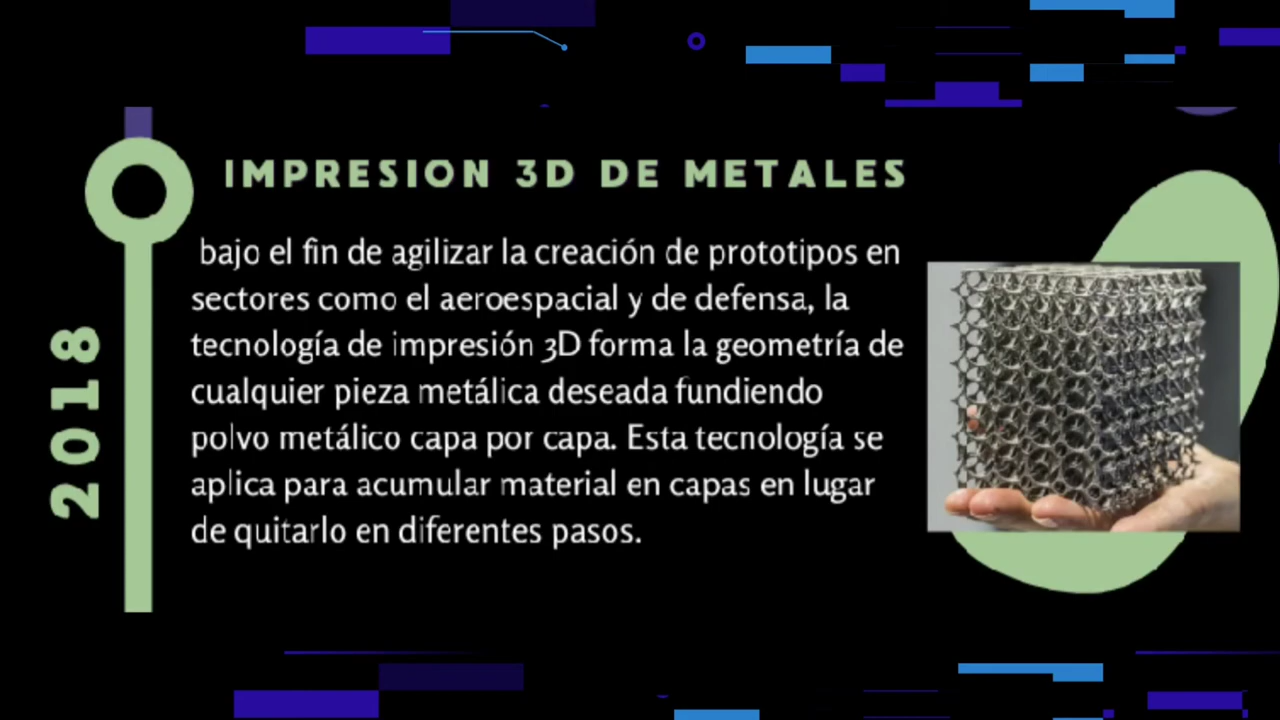 IMPRESION 3D DE METALES
bajo el fin de agilizar la creación de prototipos en
sectores como el aeroespacial y de defensa, la
tecnología de impresión 3D forma la geometría de
cualquier pieza metálica deseada fundiendo
polvo metálico capa por capa. Esta tecnología se
aplica para acumular material en capas en lugar
de quitarlo en diferentes pasos.
2018